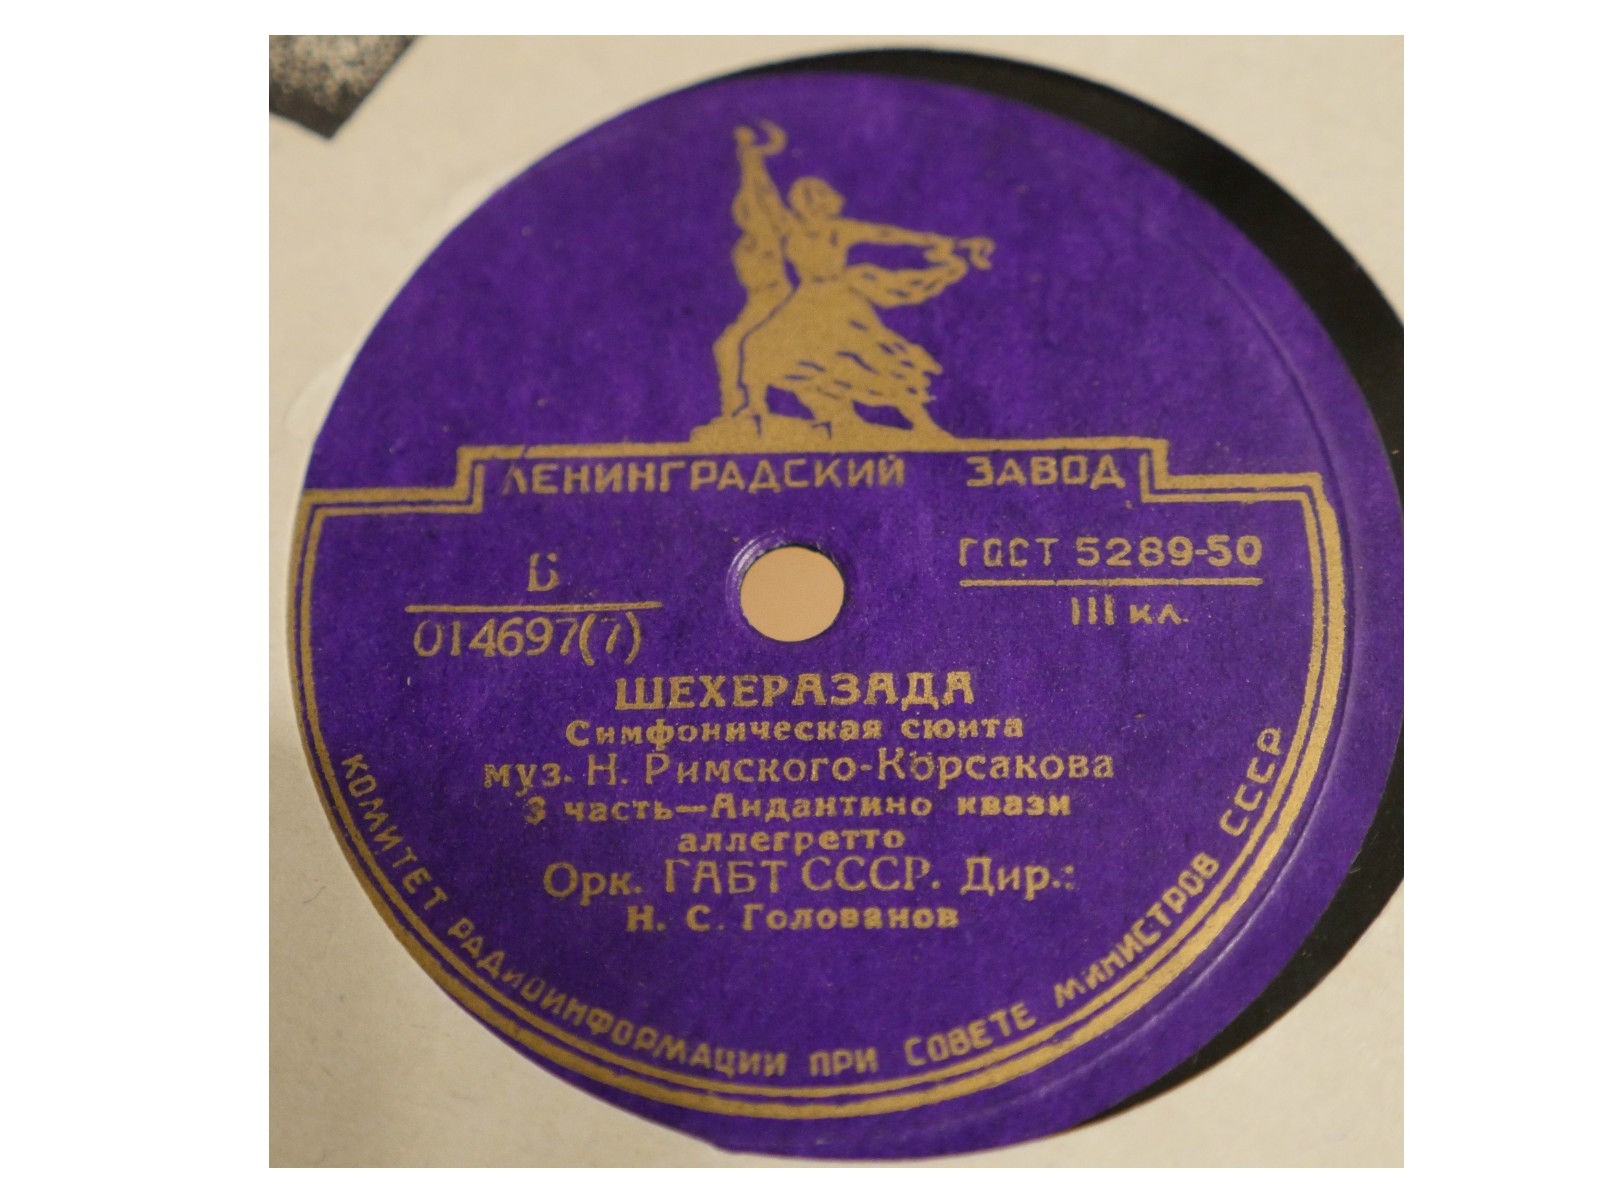 ЛЕНИНГРАДСКИЙ ЗАВОД
Б
014697(7)
ГОСТ 5289-50
III кл.
ШЕХЕРАЗАДА
Симфоническая сюита
муз. Н. Римского-Корсакова
3 часть—Андантино квази
аллегретто
Орк. ГАБТ СССР. Дир.:
Н. С. Голованов
КОМИТЕТ РАДИОИНФОРМАЦИИ ПРИ СОВЕТЕ МИНИСТРОВ СССР